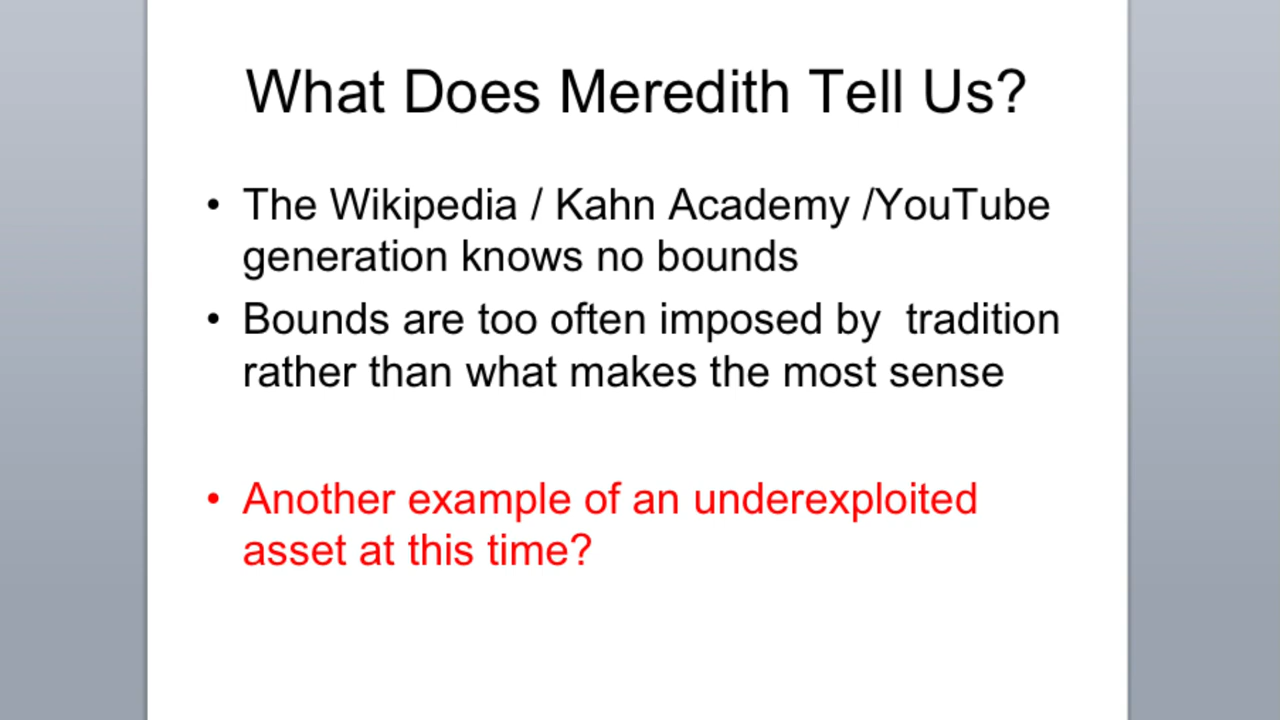 What Does Meredith Tell Us?
• The Wikipedia / Kahn Academy /YouTube
generation knows no bounds
• Bounds are too often imposed by  tradition
rather than what makes the most sense
• Another example of an underexploited
asset at this time?